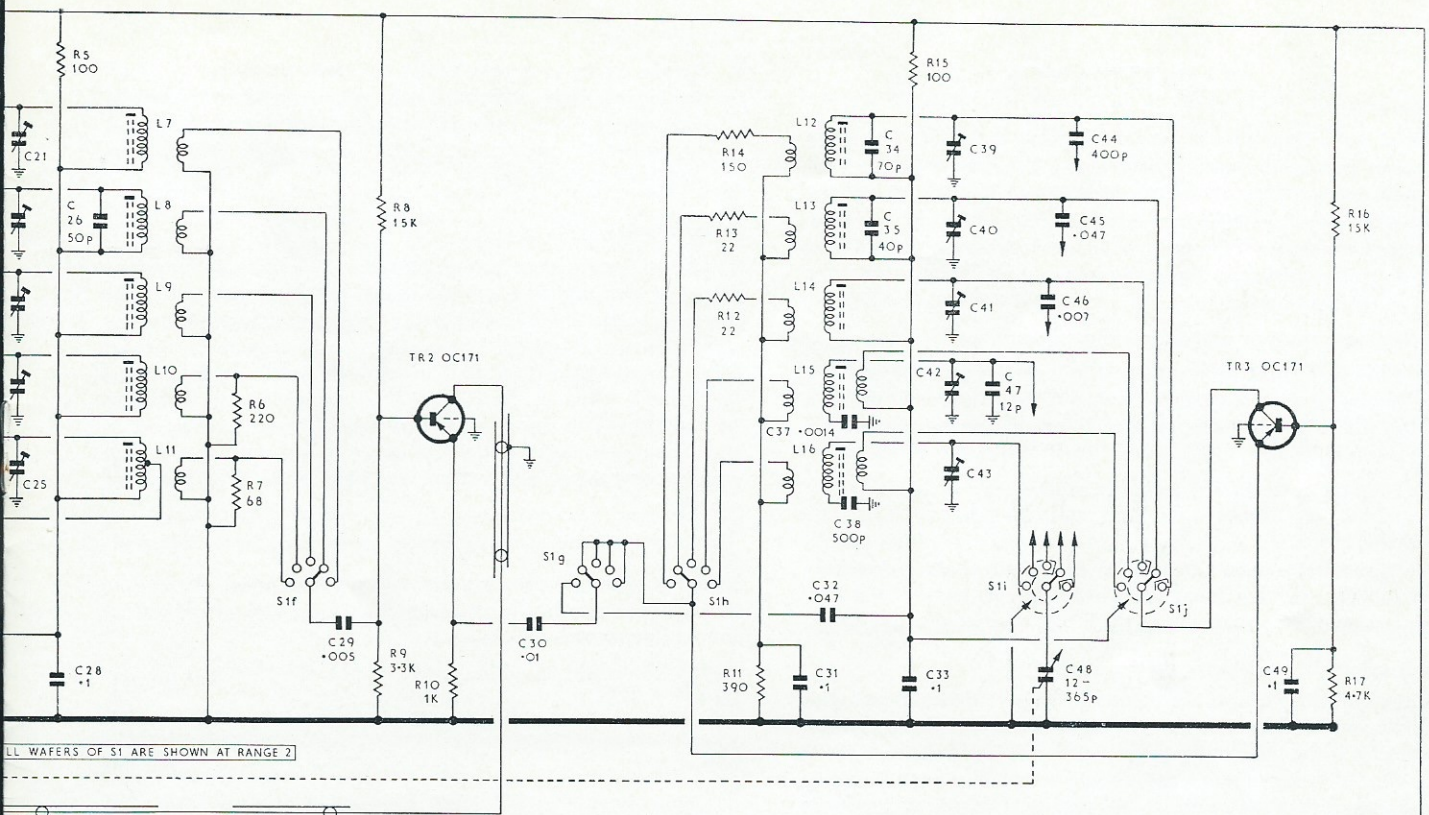 R5
100
C21
L7
C
26
50p
L8
L9
L10
L11
C25
R6
220
R7
68
S1f
C29
·005
C28
·1
R8
15K
R9
3·3K
R10
1K
TR2 OC171
C30
·01
S1g
S1h
R14
150
R13
22
R12
22
L12
L13
L14
L15
L16
C
34
70p
C
35
40p
C37 ·0014
C38
500p
C32
·047
R11
390
C31
·1
C33
·1
R15
100
C39
C40
C41
C42
C43
C44
400p
C45
·047
C46
·007
C
47
12p
S1i
S1j
C48
12–
365p
TR3 OC171
R16
15K
C49
·1
R17
4·7K
LL WAFERS OF S1 ARE SHOWN AT RANGE 2